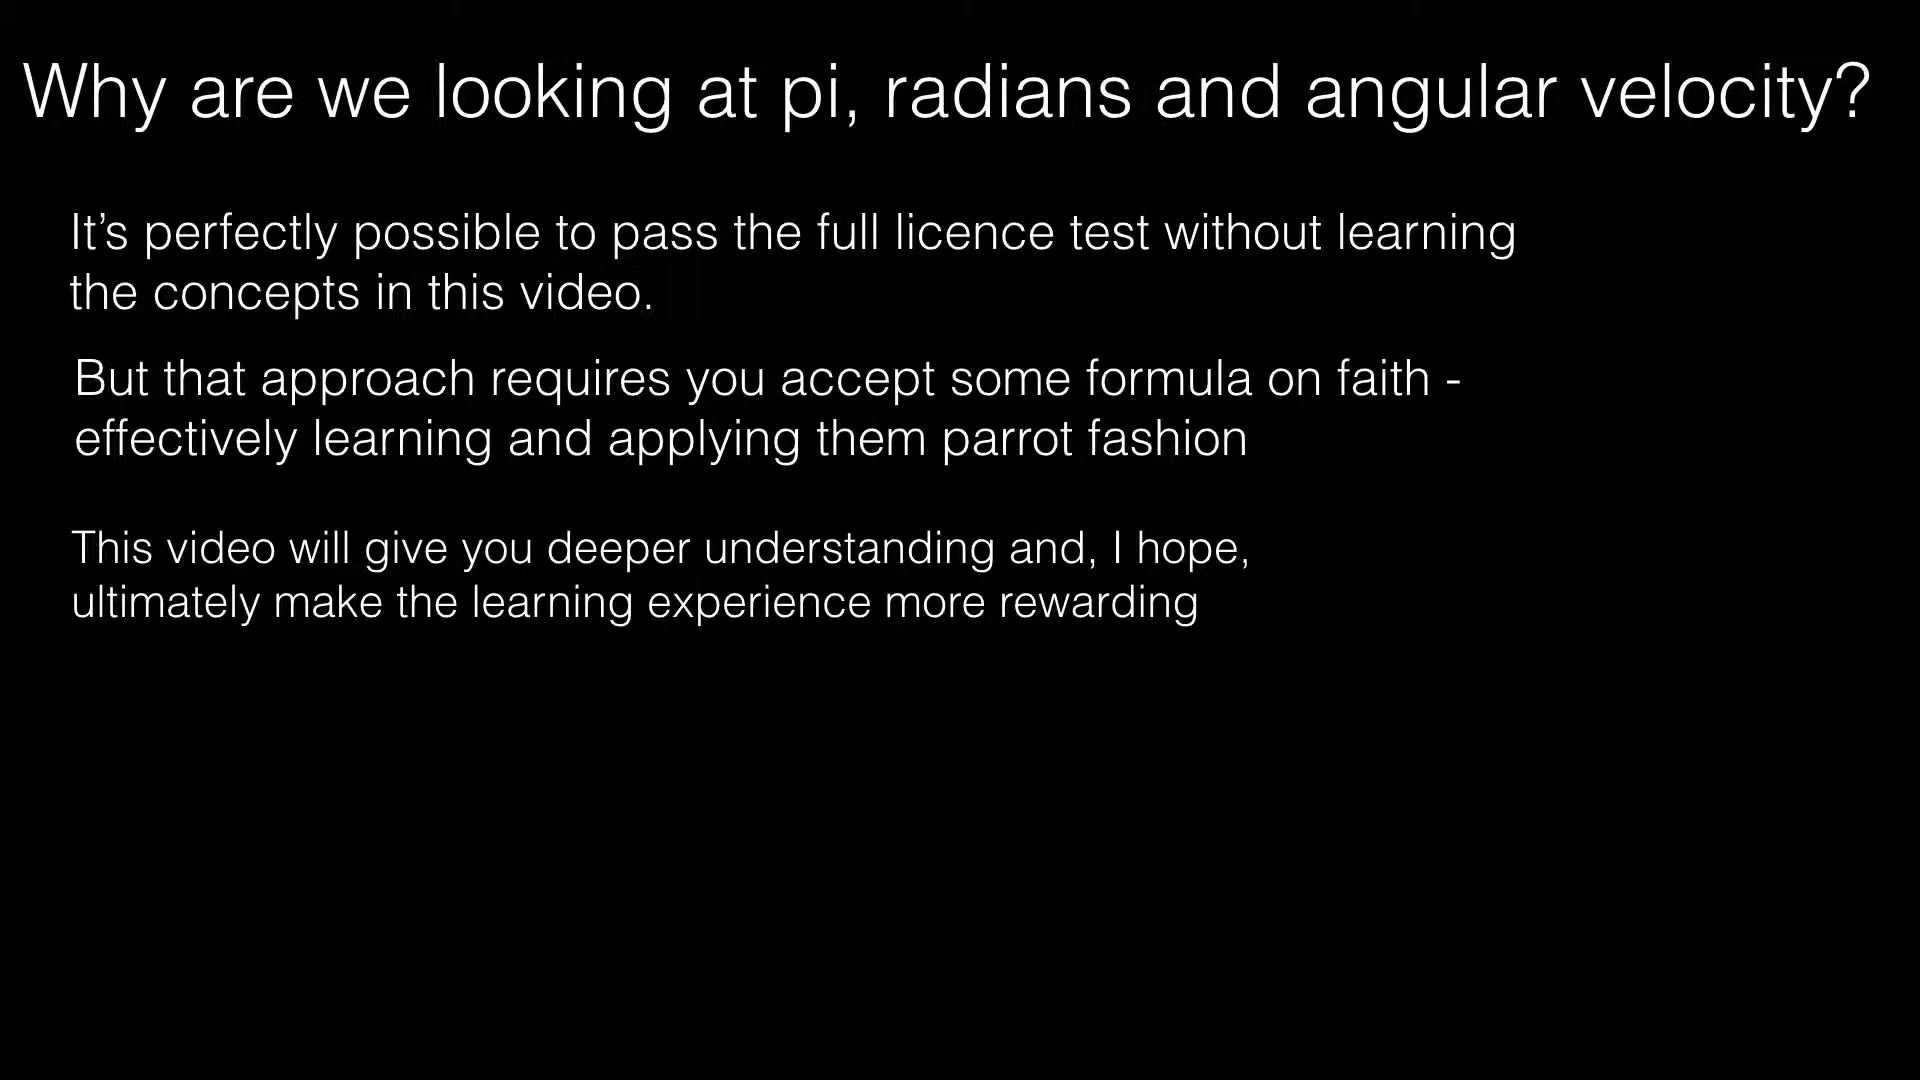 Why are we looking at pi, radians and angular velocity?
It’s perfectly possible to pass the full licence test without learning
the concepts in this video.
But that approach requires you accept some formula on faith -
effectively learning and applying them parrot fashion
This video will give you deeper understanding and, I hope,
ultimately make the learning experience more rewarding